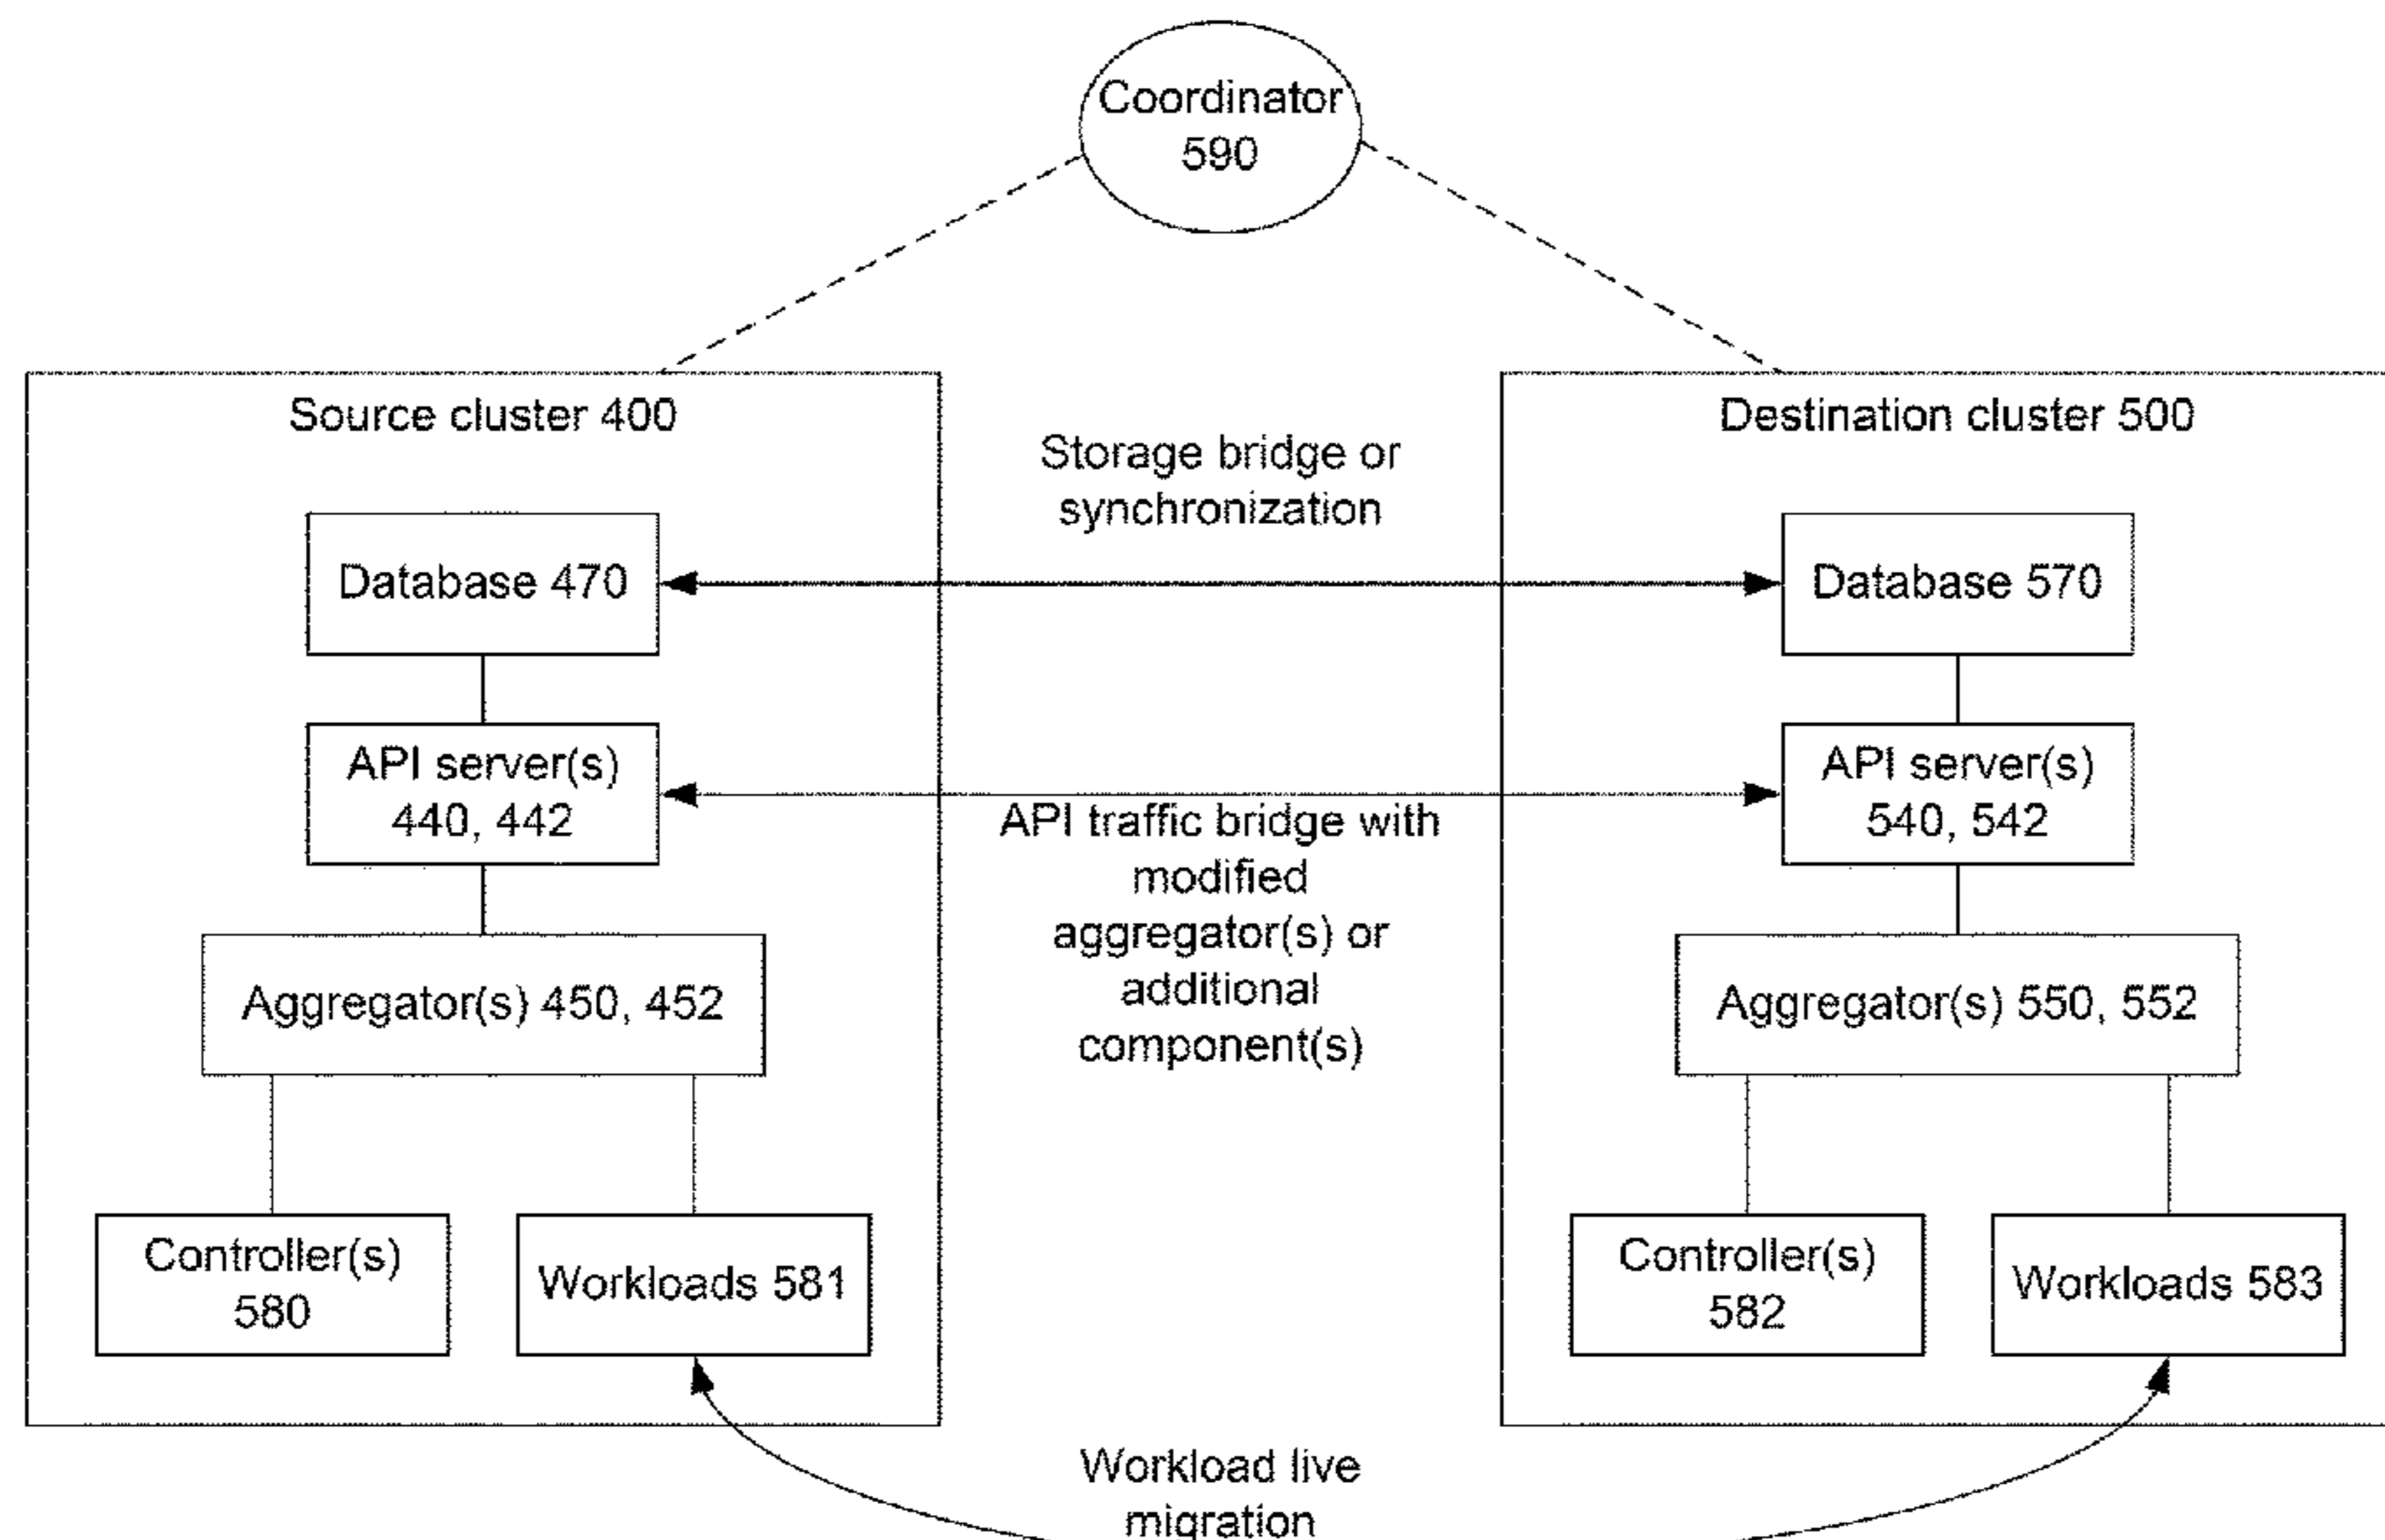 Coordinator
590
Source cluster 400
Destination cluster 500
Storage bridge or
synchronization
Database 470
Database 570
API server(s)
440, 442
API server(s)
540, 542
API traffic bridge with
modified
aggregator(s) or
additional
component(s)
Aggregator(s) 450, 452
Aggregator(s) 550, 552
Controller(s)
580
Workloads 581
Controller(s)
582
Workloads 583
Workload live
migration